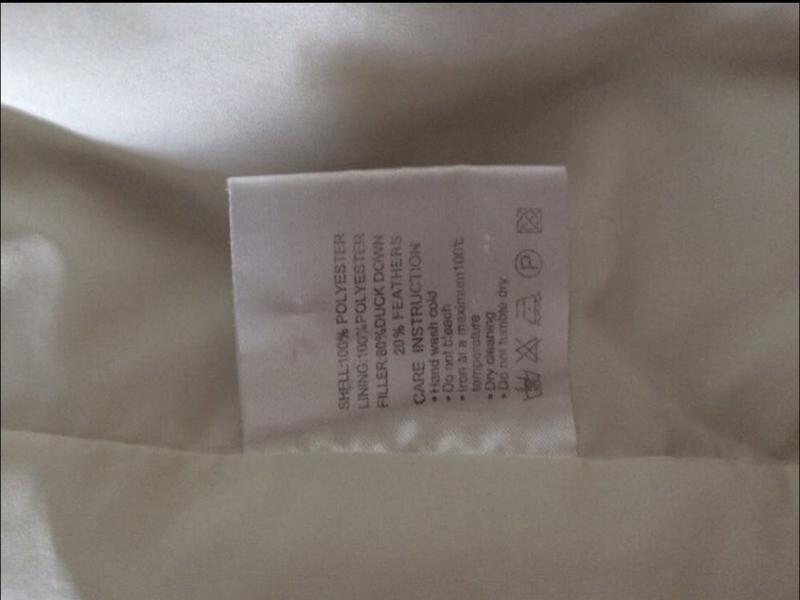 SHELL:100% POLYESTER
LINING:100%POLYESTER
FILLER:80%DUCK DOWN
20% FEATHERS
CARE INSTRUCTION
• Hand wash cold
• Do not bleach
• Iron at a maximum100℃
temperature
• Dry cleaning
• Do not tumble dry
P